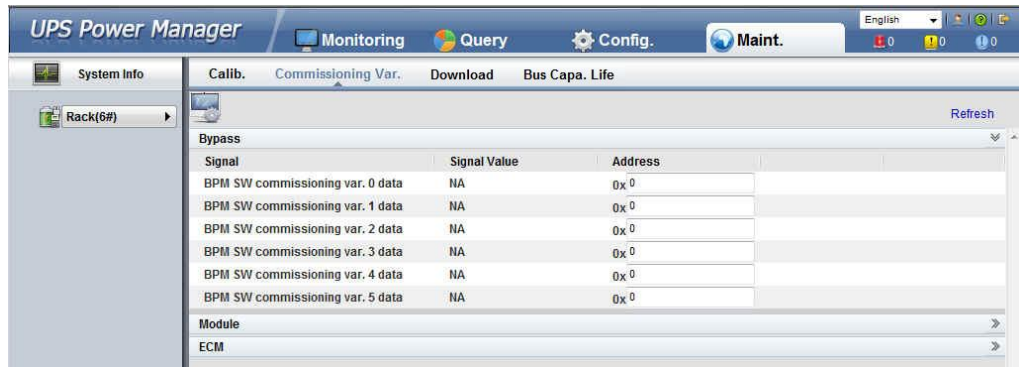 UPS Power Manager
Monitoring Query Config. Maint.
English
0 0 0
System Info
Calib. Commissioning Var. Download Bus Capa. Life
Rack(6#)
Refresh
Bypass
Signal Signal Value Address
BPM SW commissioning var. 0 data NA 0x 0
BPM SW commissioning var. 1 data NA 0x 0
BPM SW commissioning var. 2 data NA 0x 0
BPM SW commissioning var. 3 data NA 0x 0
BPM SW commissioning var. 4 data NA 0x 0
BPM SW commissioning var. 5 data NA 0x 0
Module
ECM